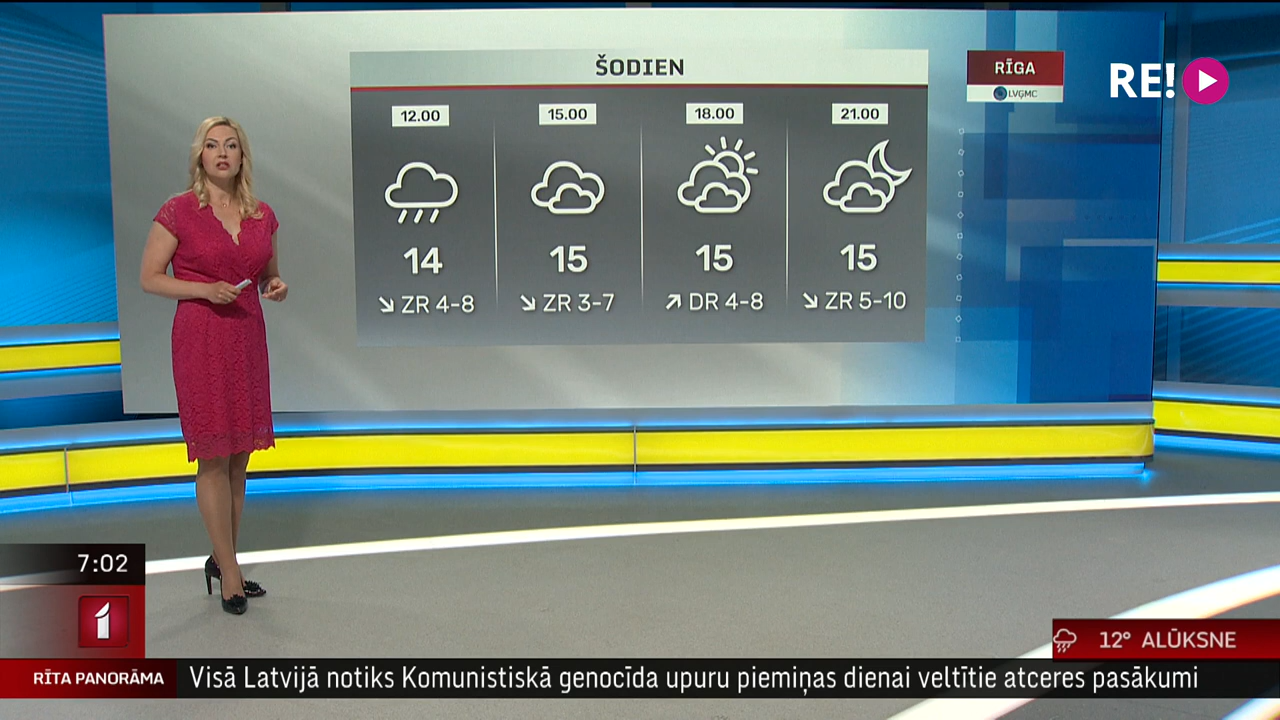 ŠODIEN
RĪGA
LVĢMC
RE!
12.00 15.00 18.00 21.00
14 15 15 15
ZR 4-8 ZR 3-7 DR 4-8 ZR 5-10
7:02
1
12° ALŪKSNE
RĪTA PANORĀMA Visā Latvijā notiks Komunistiskā genocīda upuru piemiņas dienai veltītie atceres pasākumi